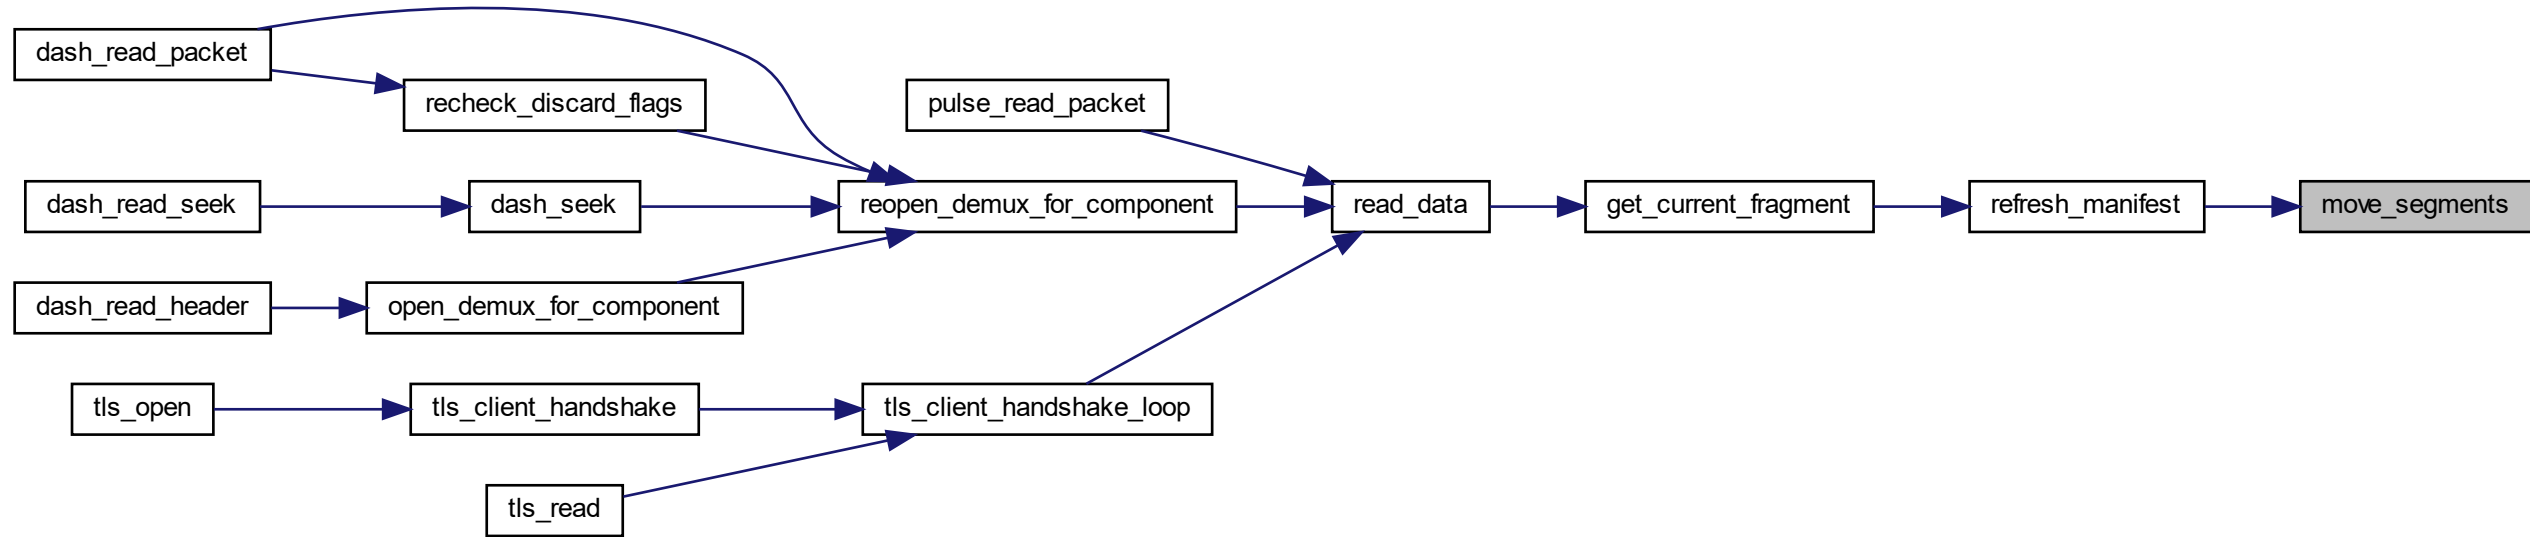 dash_read_packet
recheck_discard_flags
pulse_read_packet
dash_read_seek
dash_seek
reopen_demux_for_component
read_data
get_current_fragment
refresh_manifest
move_segments
dash_read_header
open_demux_for_component
tls_open
tls_client_handshake
tls_client_handshake_loop
tls_read